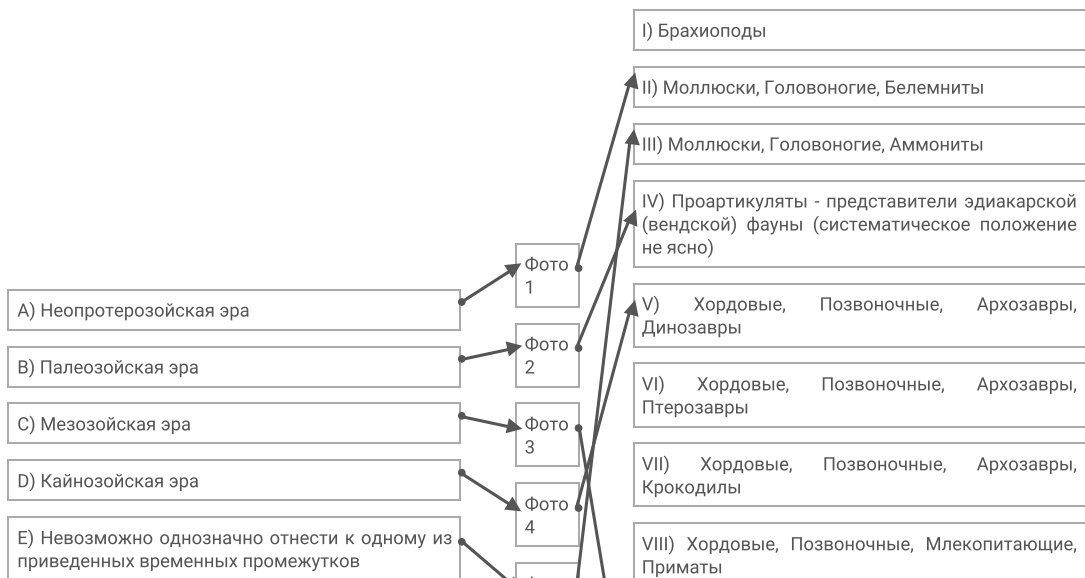 I) Брахиоподы
II) Моллюски, Головоногие, Белемниты
III) Моллюски, Головоногие, Аммониты
IV) Проартикуляты - представители эдиакарской
(вендской) фауны (систематическое положение
не ясно)
Фото
1
А) Неопротерозойская эра
V) Хордовые, Позвоночные, Архозавры,
Динозавры
Фото
2
B) Палеозойская эра
VI) Хордовые, Позвоночные, Архозавры,
Птерозавры
Фото
3
C) Мезозойская эра
VII) Хордовые, Позвоночные, Архозавры,
Крокодилы
D) Кайнозойская эра
Фото
4
E) Невозможно однозначно отнести к одному из
приведенных временных промежутков
VIII) Хордовые, Позвоночные, Млекопитающие,
Приматы